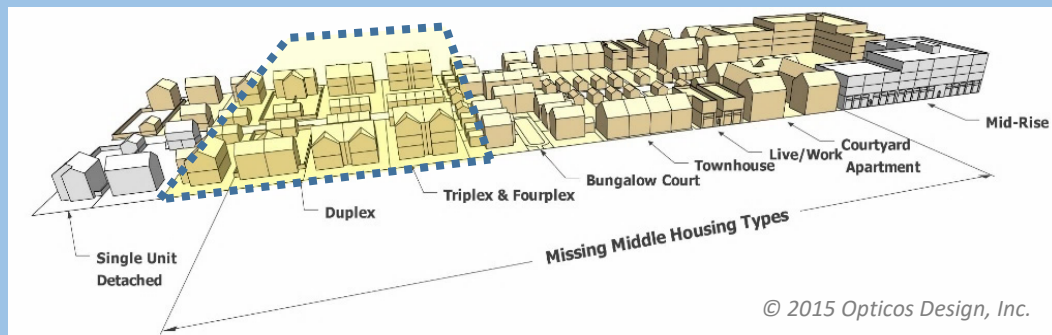 Single Unit
Detached
Duplex
Triplex & Fourplex
Bungalow Court
Townhouse
Live/Work
Courtyard
Apartment
Mid-Rise
Missing Middle Housing Types
© 2015 Opticos Design, Inc.